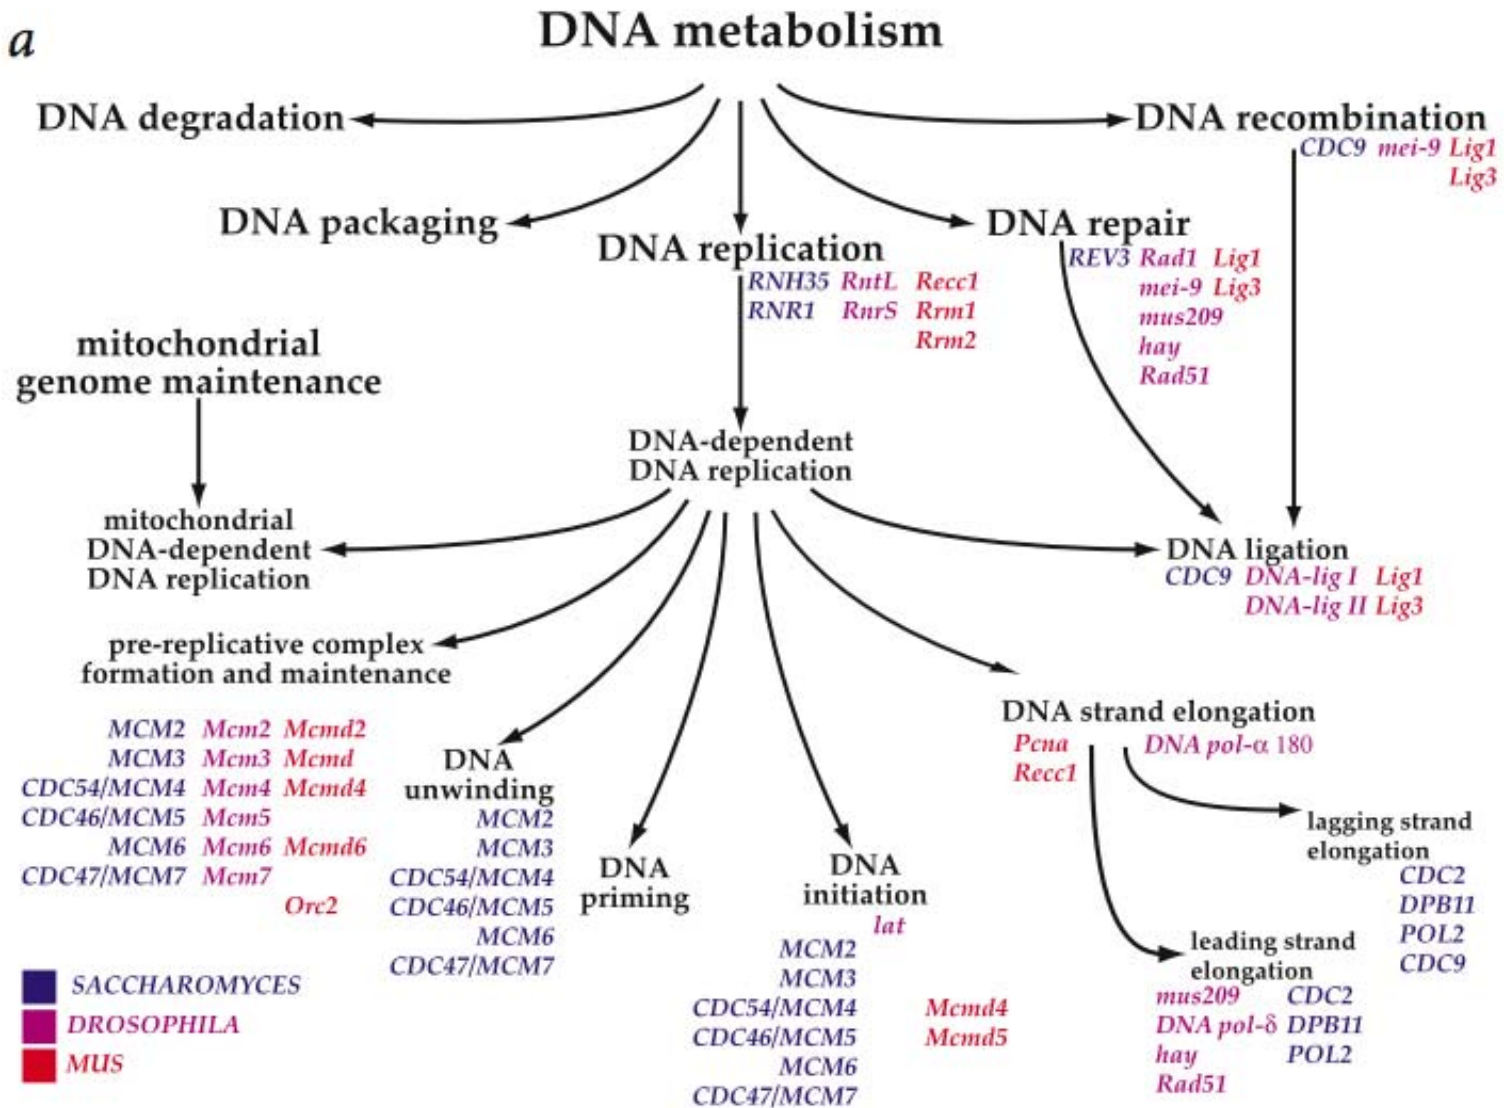 a
DNA metabolism
DNA degradation
DNA recombination
CDC9 mei-9 Lig1
Lig3
DNA packaging
DNA replication
RNH35 RntL Recc1
RNR1 RnrS Rrm1
Rrm2
DNA repair
REV3 Rad1 Lig1
mei-9 Lig3
mus209
hay
Rad51
mitochondrial
genome maintenance
DNA-dependent
DNA replication
mitochondrial
DNA-dependent
DNA replication
DNA ligation
CDC9 DNA-lig I Lig1
DNA-lig II Lig3
pre-replicative complex
formation and maintenance
MCM2 Mcm2 Mcmd2
MCM3 Mcm3 Mcmd
CDC54/MCM4 Mcm4 Mcmd4
CDC46/MCM5 Mcm5
MCM6 Mcm6 Mcmd6
CDC47/MCM7 Mcm7
Orc2
DNA
unwinding
MCM2
MCM3
CDC54/MCM4
CDC46/MCM5
MCM6
CDC47/MCM7
DNA
priming
DNA
initiation
lat
MCM2
MCM3
CDC54/MCM4 Mcmd4
CDC46/MCM5 Mcmd5
MCM6
CDC47/MCM7
DNA strand elongation
Pcna DNA pol-α 180
Recc1
lagging strand
elongation
CDC2
DPB11
POL2
CDC9
leading strand
elongation
mus209 CDC2
DNA pol-δ DPB11
hay POL2
Rad51
SACCHAROMYCES
DROSOPHILA
MUS